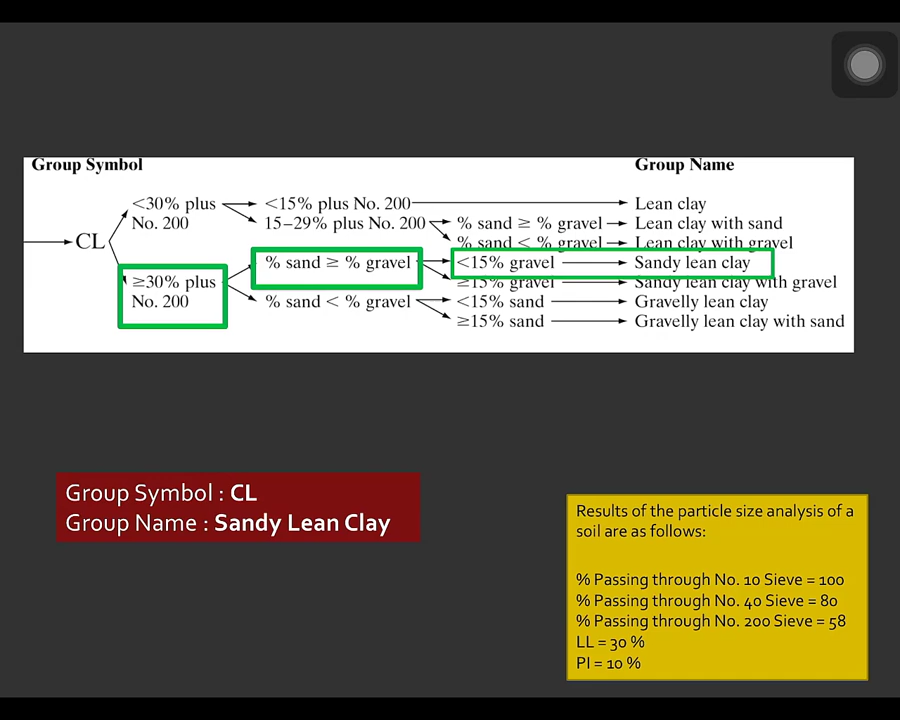 Group Symbol Group Name
<30% plus No. 200
<15% plus No. 200 Lean clay
15–29% plus No. 200 % sand ≥ % gravel Lean clay with sand
% sand < % gravel Lean clay with gravel
CL
≥30% plus No. 200
% sand ≥ % gravel <15% gravel Sandy lean clay
≥15% gravel Sandy lean clay with gravel
% sand < % gravel <15% sand Gravelly lean clay
≥15% sand Gravelly lean clay with sand
Group Symbol : CL
Group Name : Sandy Lean Clay
Results of the particle size analysis of a
soil are as follows:
% Passing through No. 10 Sieve = 100
% Passing through No. 40 Sieve = 80
% Passing through No. 200 Sieve = 58
LL = 30 %
PI = 10 %